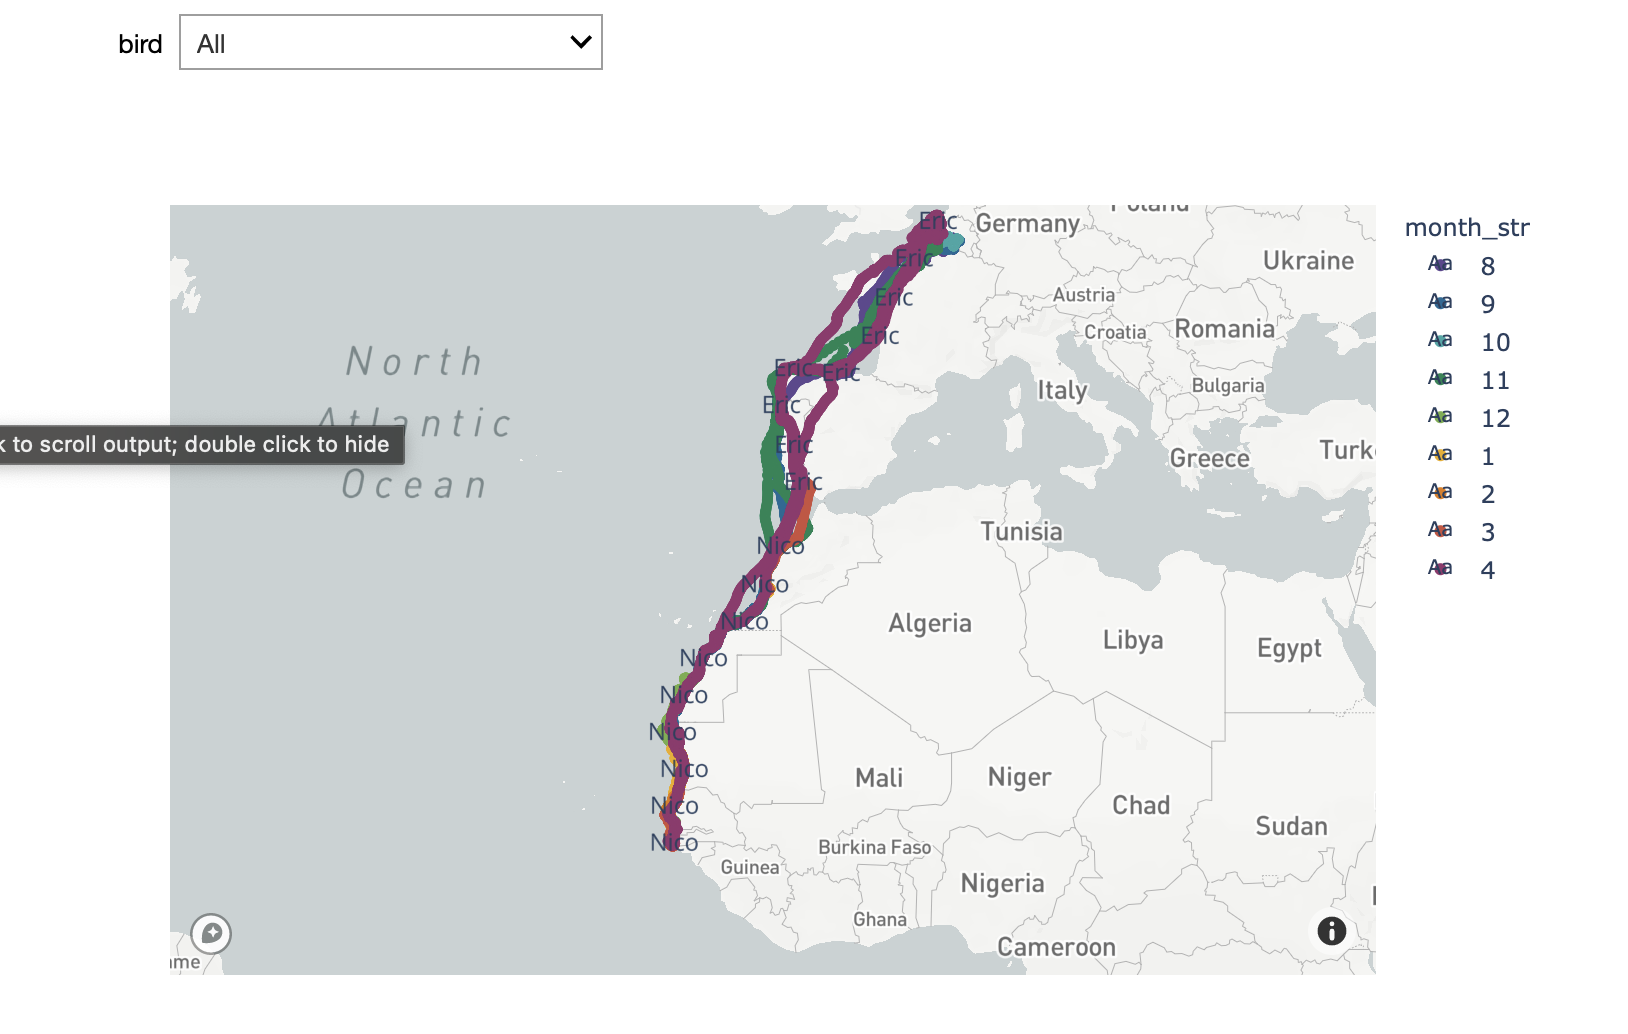 bird All
Poland
Eric
Germany
month_str
Ukraine
Eric
Aa 8
Austria
Eric
Aa 9
Croatia
Romania
Eric
Aa 10
North
Eric
Eric
Aa 11
Italy
Bulgaria
Eric
Aa 12
Atlantic
k to scroll output; double click to hide
Eric
Greece
Turk
Aa 1
Ocean
Eric
Aa 2
Tunisia
Aa 3
Nico
Aa 4
Nico
Nico
Algeria
Libya
Egypt
Nico
Nico
Nico
Nico
Mali
Niger
Nico
Chad
Sudan
Nico
Burkina Faso
Guinea
Nigeria
Ghana
Cameroon
ame